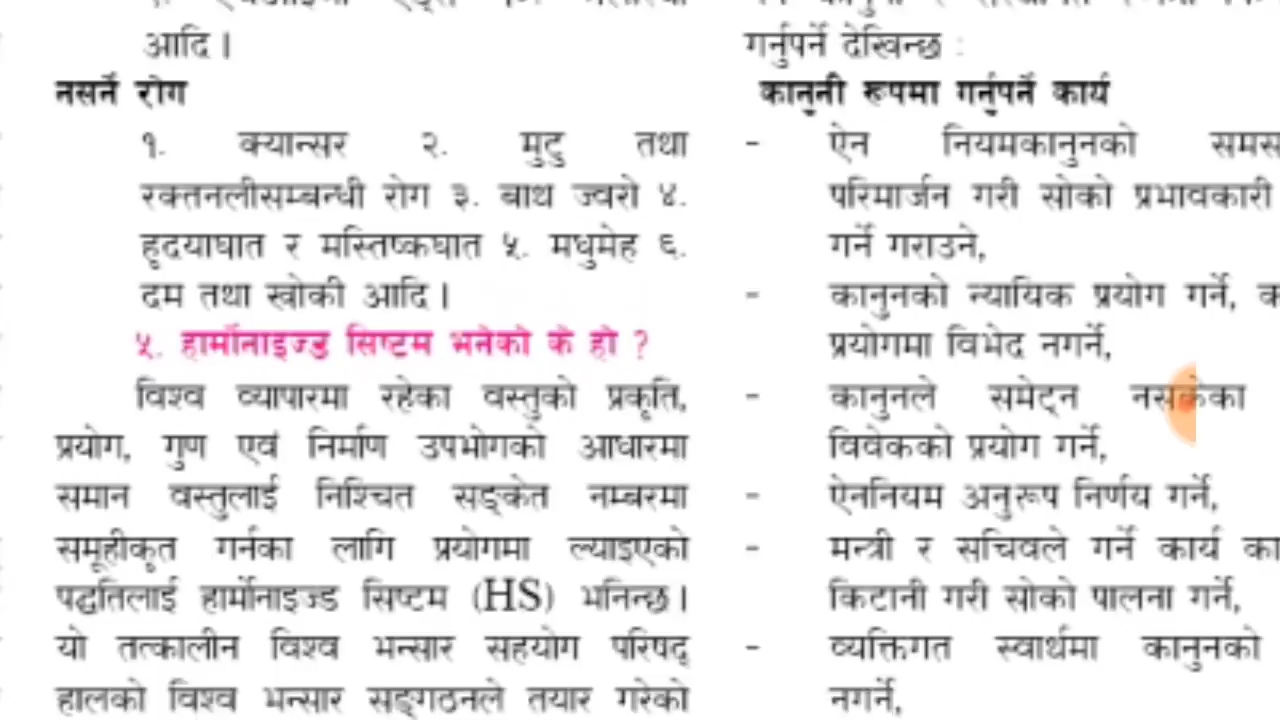 आदि ।
नसर्ने रोग
१. क्यान्सर २. मुटु तथा
रक्तनलीसम्बन्धी रोग ३. बाथ ज्वरो ४.
हृदयाघात र मस्तिष्कघात ५. मधुमेह ६.
दम तथा खोकी आदि ।
५. हार्मोनाइज्ड सिष्टम भनेको के हो ?
विश्व व्यापारमा रहेका वस्तुको प्रकृति,
प्रयोग, गुण एवं निर्माण उपभोगको आधारमा
समान वस्तुलाई निश्चित सङ्केत नम्बरमा
समूहीकृत गर्नका लागि प्रयोगमा ल्याइएको
पद्धतिलाई हार्मोनाइज्ड सिष्टम (HS) भनिन्छ ।
यो तत्कालीन विश्व भन्सार सहयोग परिषद्
हालको विश्व भन्सार सङ्गठनले तयार गरेको
गर्नुपर्ने देखिन्छ :
कानुनी रूपमा गर्नुपर्ने कार्य
- ऐन नियमकानुनको
परिमार्जन गरी सोको प्रभावकारी
गर्ने गराउने,
- कानुनको न्यायिक प्रयोग गर्ने,
प्रयोगमा विभेद नगर्ने,
- कानुनले समेट्न नसकेका
विवेकको प्रयोग गर्ने,
- ऐननियम अनुरूप निर्णय गर्ने,
- मन्त्री र सचिवले गर्ने कार्य
किटानी गरी सोको पालना गर्ने,
- व्यक्तिगत स्वार्थमा कानुनको
नगर्ने,